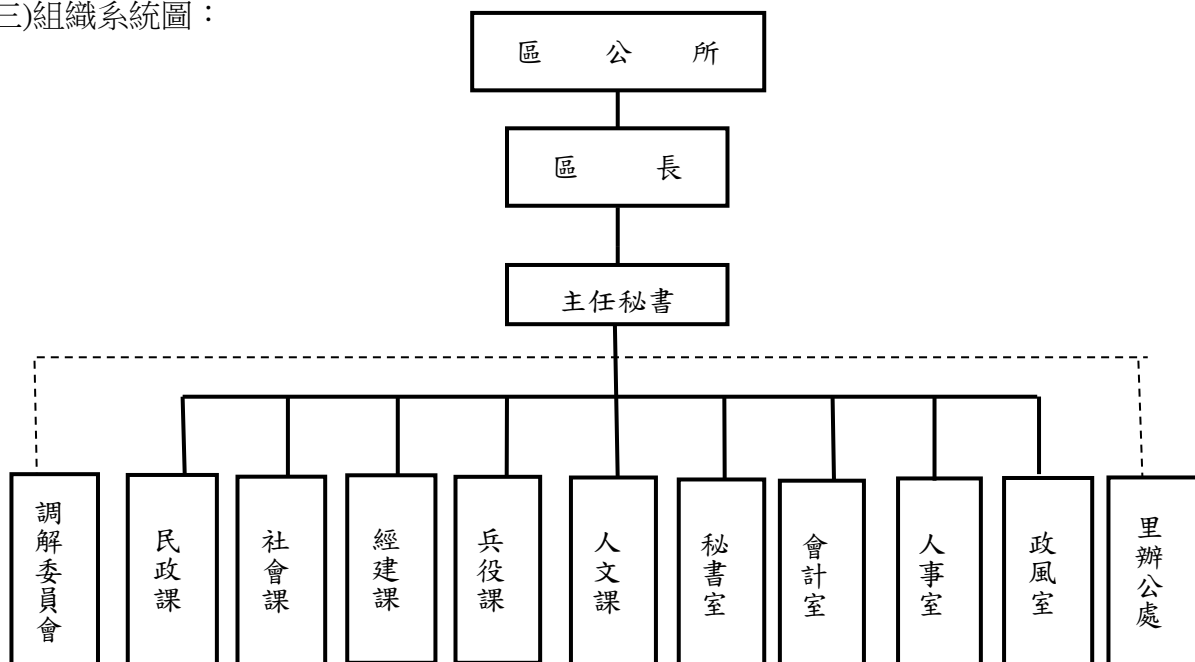 三)組織系統圖：
區公所
區長
主任秘書
調解委員會
民政課
社會課
經建課
兵役課
人文課
秘書室
會計室
人事室
政風室
里辦公處